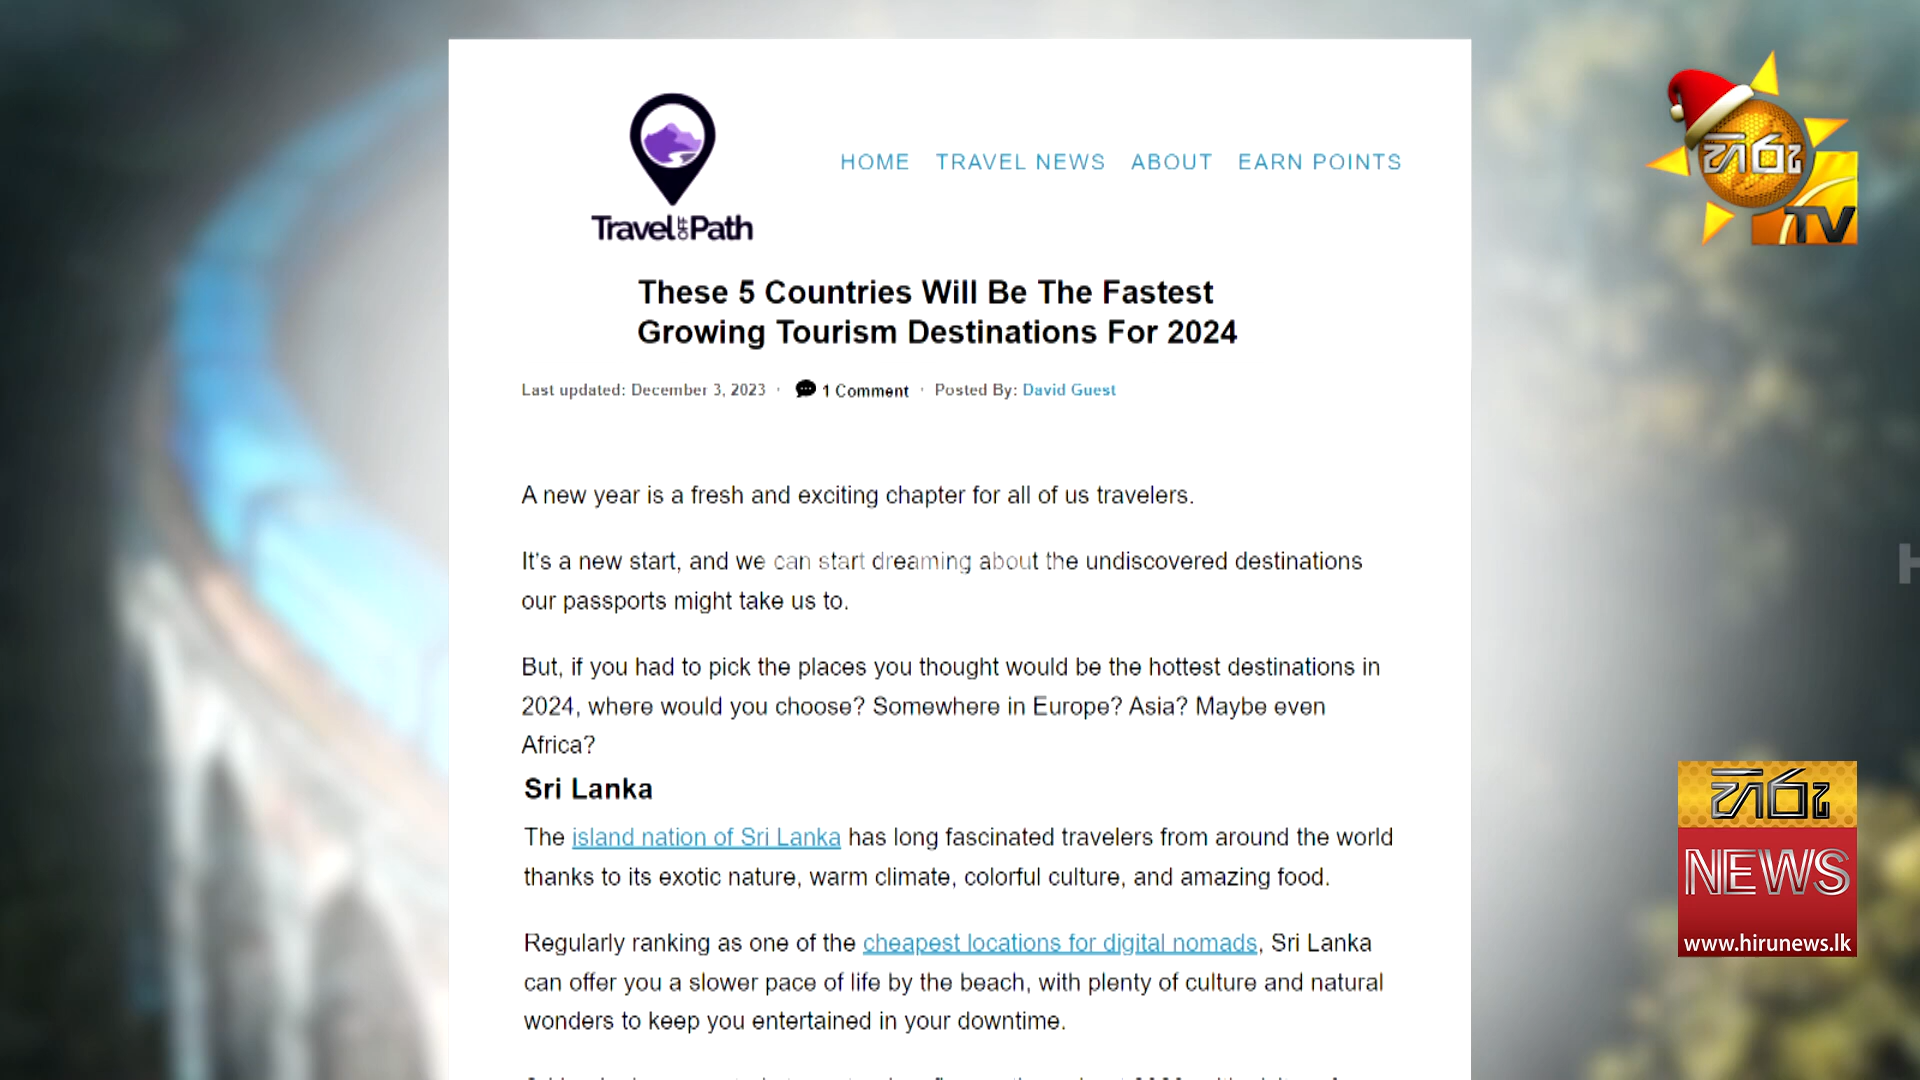 හිරු
TV
Travel OFF Path
HOME TRAVEL NEWS ABOUT EARN POINTS
These 5 Countries Will Be The Fastest
Growing Tourism Destinations For 2024
Last updated: December 3, 2023 · 1 Comment · Posted By: David Guest
A new year is a fresh and exciting chapter for all of us travelers.
It's a new start, and we can start dreaming about the undiscovered destinations
our passports might take us to.
But, if you had to pick the places you thought would be the hottest destinations in
2024, where would you choose? Somewhere in Europe? Asia? Maybe even
Africa?
Sri Lanka
The island nation of Sri Lanka has long fascinated travelers from around the world
thanks to its exotic nature, warm climate, colorful culture, and amazing food.
Regularly ranking as one of the cheapest locations for digital nomads, Sri Lanka
can offer you a slower pace of life by the beach, with plenty of culture and natural
wonders to keep you entertained in your downtime.
හිරු
NEWS
www.hirunews.lk